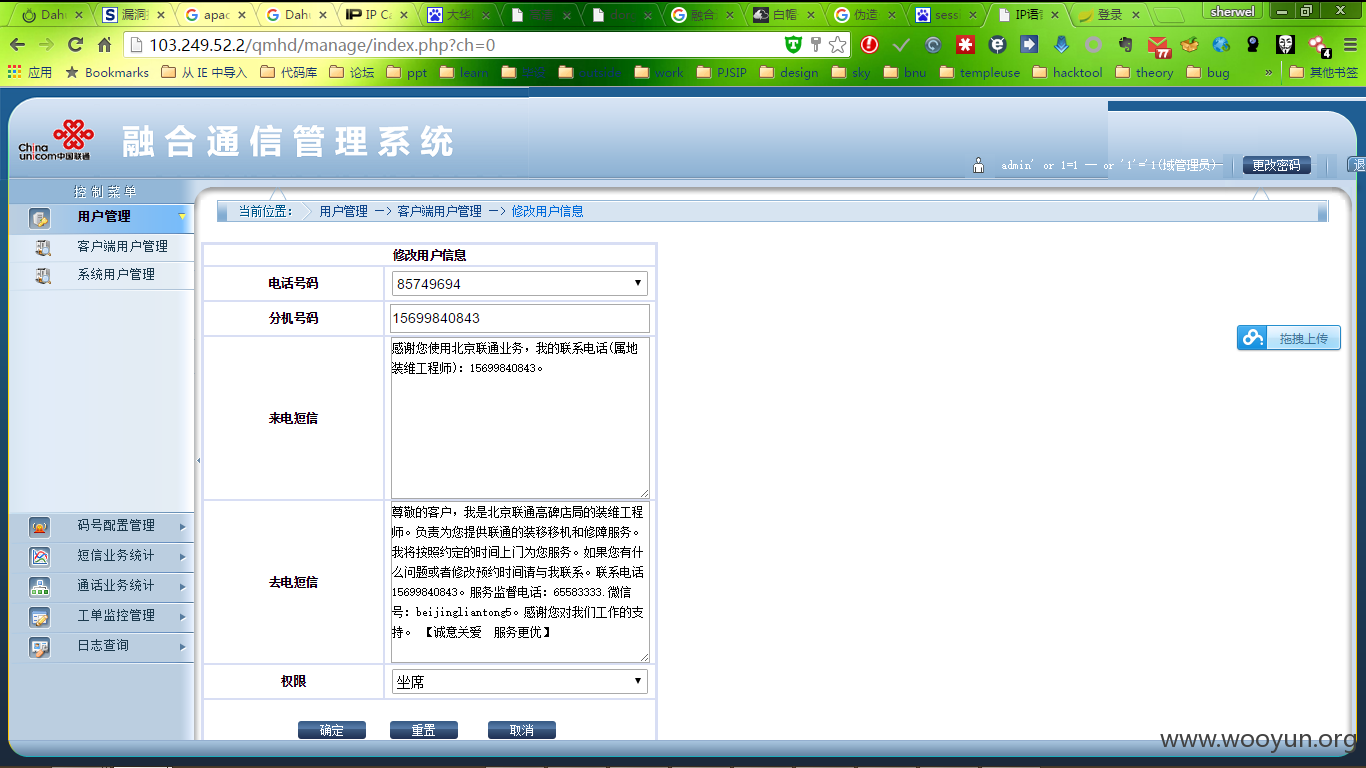 Dahu
漏洞
apac
Dahu
IP Ca
大华
融合
白帽
伪造
sessi
IP语
登录
sherwel
103.249.52.2/qmhd/manage/index.php?ch=0
77
4
应用
Bookmarks
从 IE 中导入
代码库
论坛
ppt
learn
work
PJSIP
design
sky
bnu
templeuse
hacktool
theory
bug
»
其他书签
China
unicom中国联通
融合通信管理系统
admin' or 1=1 — or '1'='1(域管理员)
更改密码
退
控制菜单
用户管理
客户端用户管理
系统用户管理
码号配置管理
短信业务统计
通话业务统计
工单监控管理
日志查询
当前位置: 用户管理 —> 客户端用户管理 —> 修改用户信息
修改用户信息
电话号码
85749694
分机号码
15699840843
来电短信
感谢您使用北京联通业务，我的联系电话(属地
装维工程师)：15699840843。
去电短信
尊敬的客户，我是北京联通高碑店局的装维工程
师。负责为您提供联通的装移移机和修障服务。
我将按照约定的时间上门为您服务。如果您有什
么问题或者修改预约时间请与我联系。联系电话
15699840843。服务监督电话：65583333.微信
号：beijingliantong5。感谢您对我们工作的支
持。【诚意关爱 服务更优】
权限
坐席
确定
重置
取消
拖拽上传
www.wooyun.org